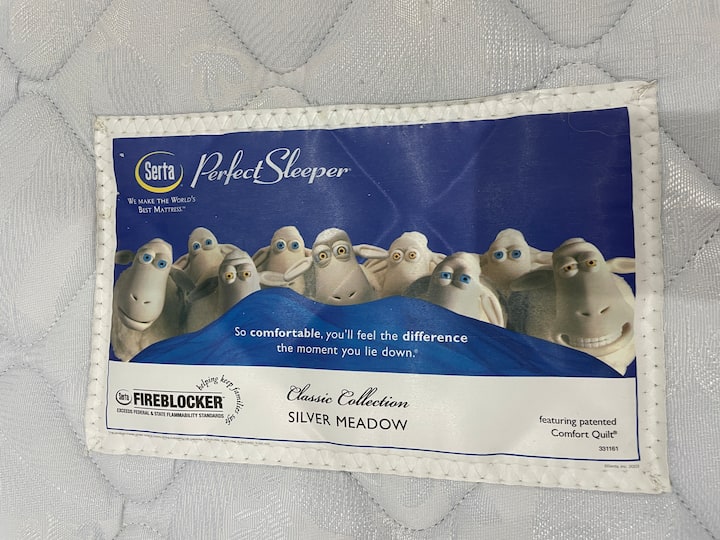 Serta
Perfect Sleeper
WE MAKE THE WORLD'S
BEST MATTRESS.™
So comfortable, you'll feel the difference
the moment you lie down.®
Serta FIREBLOCKER
helping keep families safe
EXCEEDS FEDERAL & STATE FLAMMABILITY STANDARDS
Classic Collection
SILVER MEADOW
featuring patented
Comfort Quilt®
331161